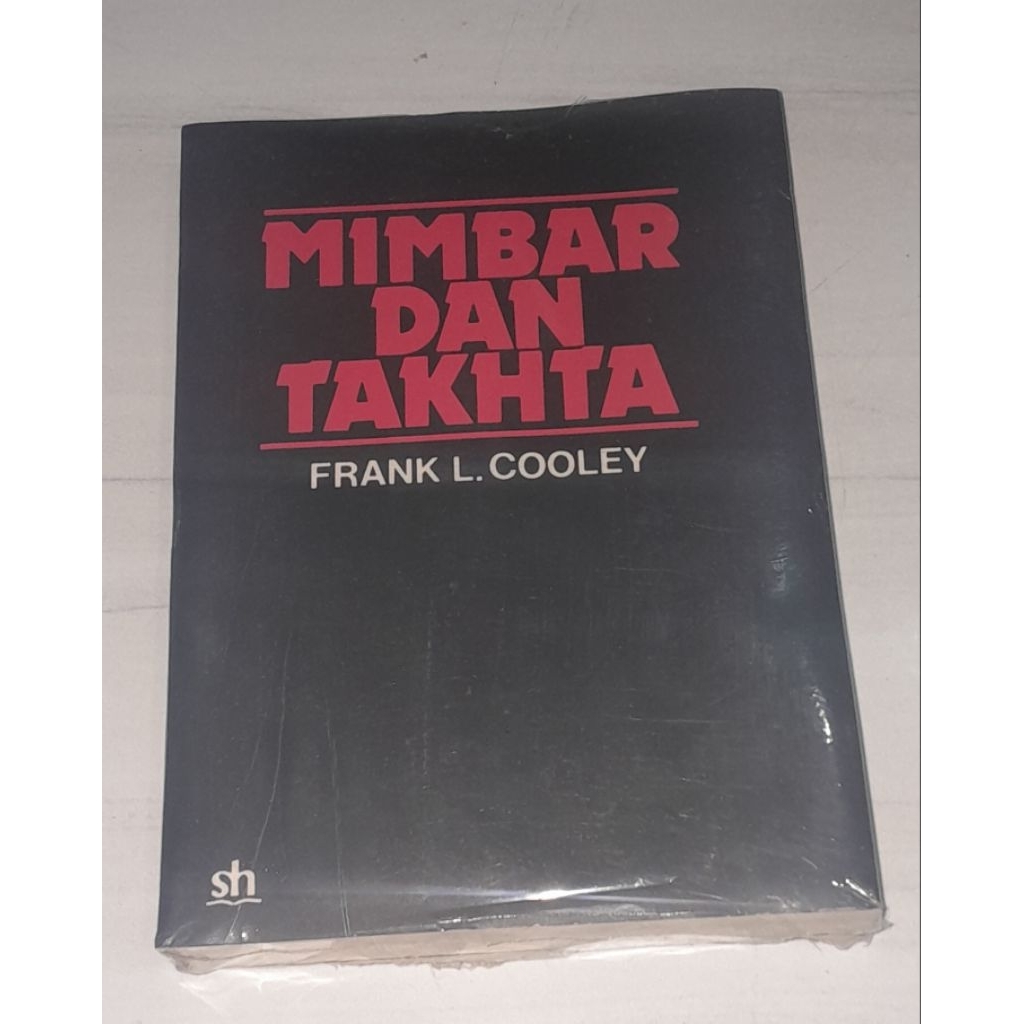 MIMBAR
DAN
TAKHTA
FRANK L. COOLEY
sh